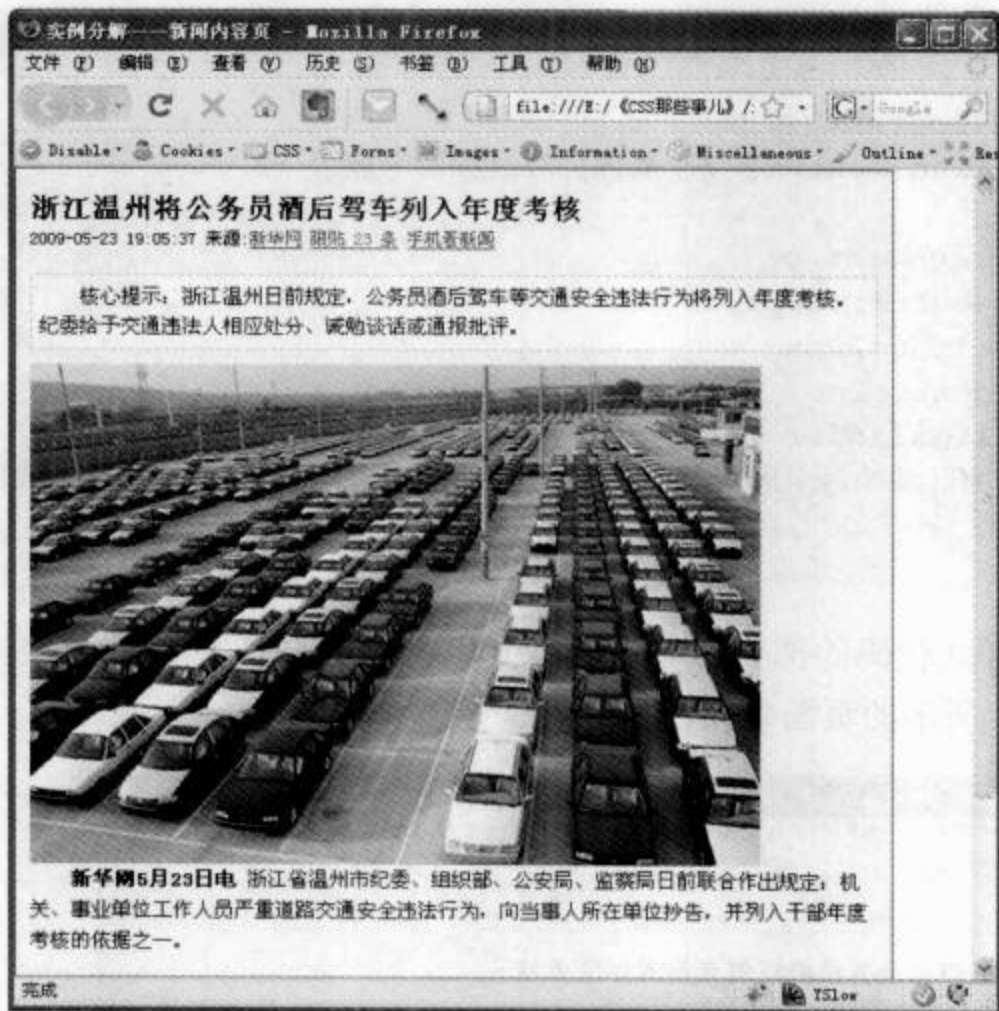 实例分解——新闻内容页 - Mozilla Firefox
文件 (F) 编辑 (E) 查看 (V) 历史 (S) 书签 (B) 工具 (T) 帮助 (H)
file:///E:/《CSS那些事儿》/ Google
Disable Cookies CSS Forms Images Information Miscellaneous Outline Res
浙江温州将公务员酒后驾车列入年度考核
2009-05-23 19:05:37 来源:新华网 跟贴 23 条 手机看新闻
核心提示：浙江温州日前规定，公务员酒后驾车等交通安全违法行为将列入年度考核。
纪委给予交通违法人相应处分、诫勉谈话或通报批评。
新华网5月23日电 浙江省温州市纪委、组织部、公安局、监察局日前联合作出规定：机
关、事业单位工作人员严重道路交通安全违法行为，向当事人所在单位抄告，并列入干部年度
考核的依据之一。
完成 YSlow